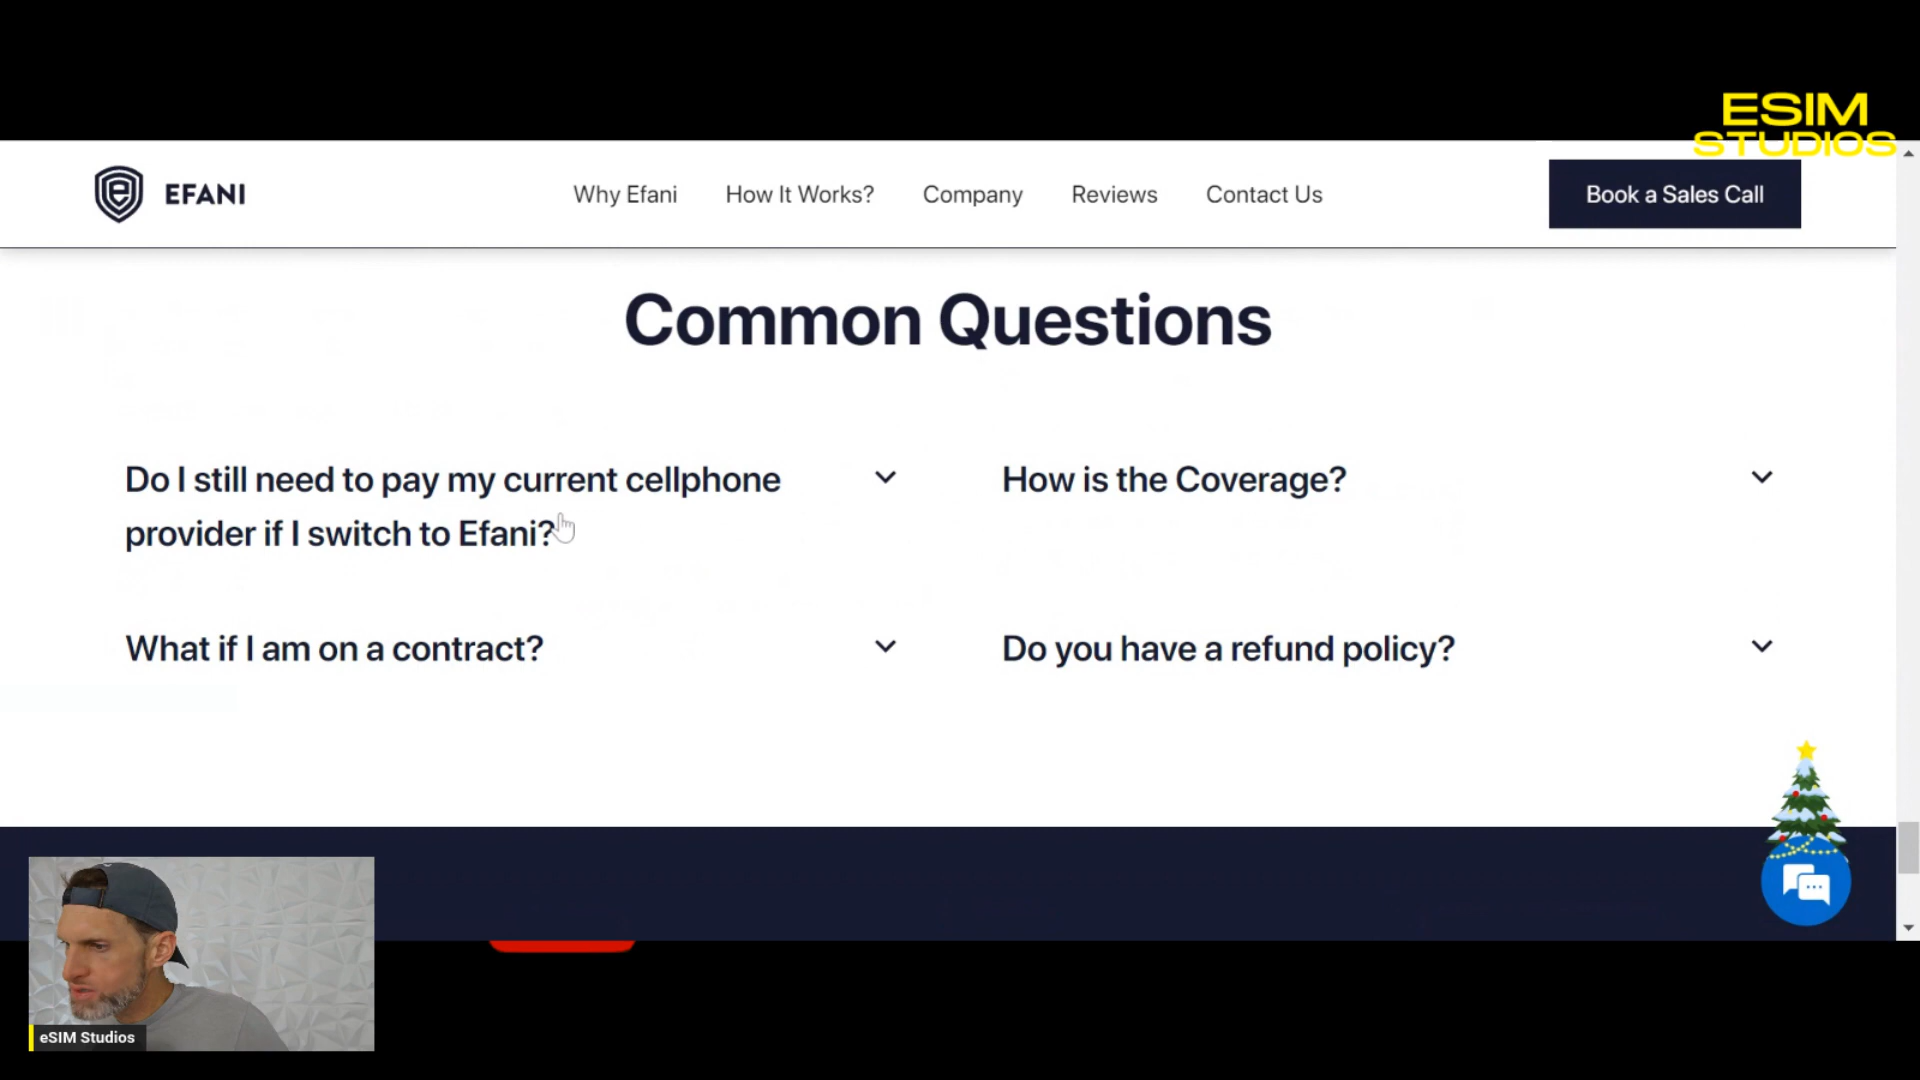 ESIM
STUDIOS
EFANI
Why Efani
How It Works?
Company
Reviews
Contact Us
Book a Sales Call
Common Questions
Do I still need to pay my current cellphone
provider if I switch to Efani?
How is the Coverage?
What if I am on a contract?
Do you have a refund policy?
eSIM Studios